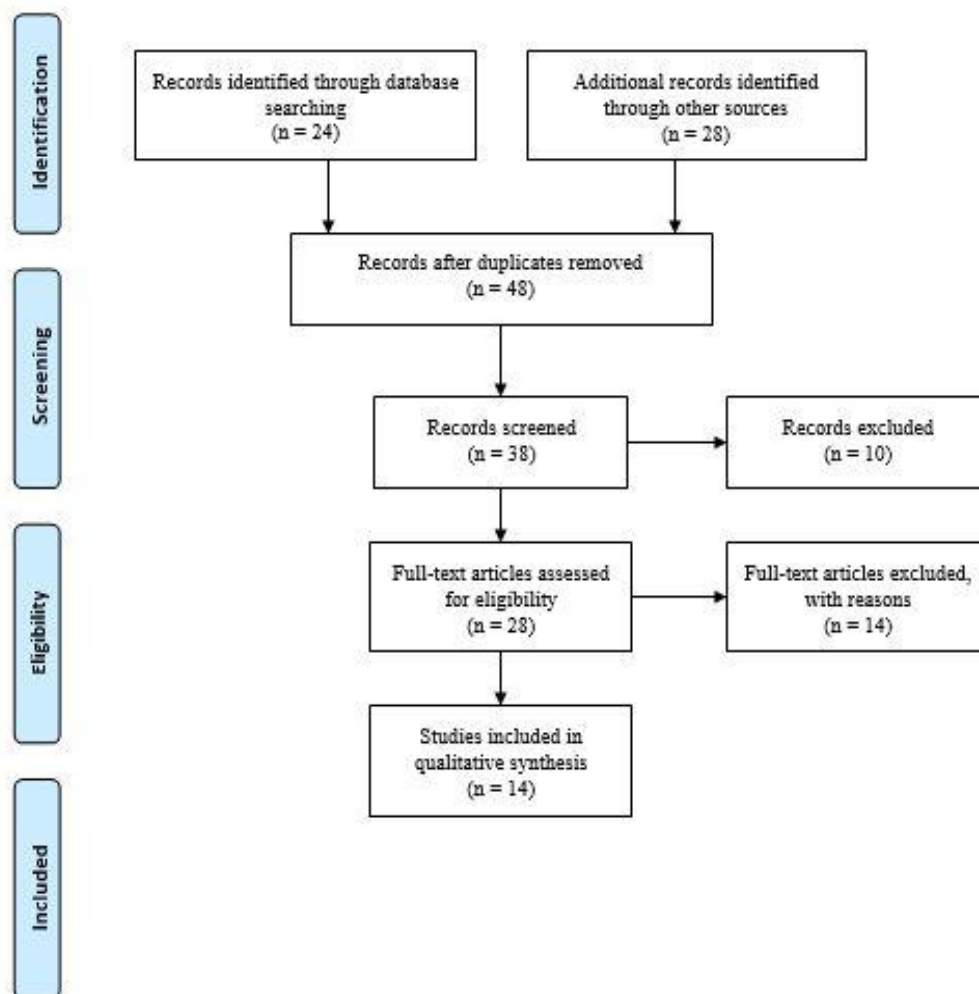 Identification
Records identified through database
searching
(n = 24)
Additional records identified
through other sources
(n = 28)
Screening
Records after duplicates removed
(n = 48)
Records screened
(n = 38)
Records excluded
(n = 10)
Eligibility
Full-text articles assessed
for eligibility
(n = 28)
Full-text articles excluded,
with reasons
(n = 14)
Included
Studies included in
qualitative synthesis
(n = 14)